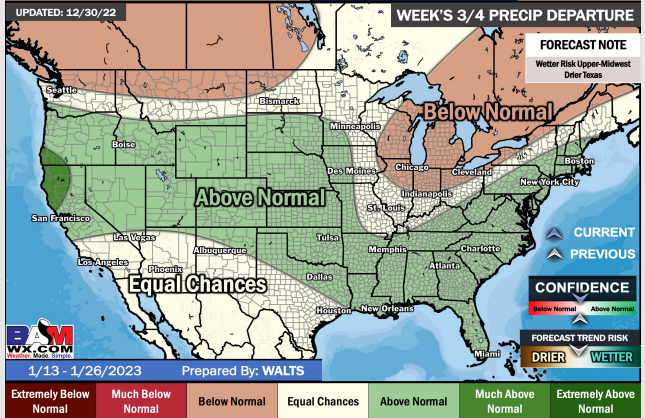 UPDATED: 12/30/22
WEEK'S 3/4 PRECIP DEPARTURE
FORECAST NOTE
Wetter Risk Upper-Midwest
Drier Texas
Seattle
Bismarck
Below Normal
Minneapolis
Boise
Boston
Des Moines
Chicago
Cleveland
New York City
Above Normal
Indianapolis
St. Louis
San Francisco
CURRENT
Las Vegas
Tulsa
Charlotte
Albuquerque
Memphis
PREVIOUS
Los Angeles
Phoenix
Atlanta
Dallas
Equal Chances
CONFIDENCE
Houston
New Orleans
Below Normal
Above Normal
BAM
WX.COM
Weather. Made. Simple.
FORECAST TREND RISK
DRIER
WETTER
Miami
1/13 - 1/26/2023
Prepared By: WALTS
Extremely Below Normal
Much Below Normal
Below Normal
Equal Chances
Above Normal
Much Above Normal
Extremely Above Normal